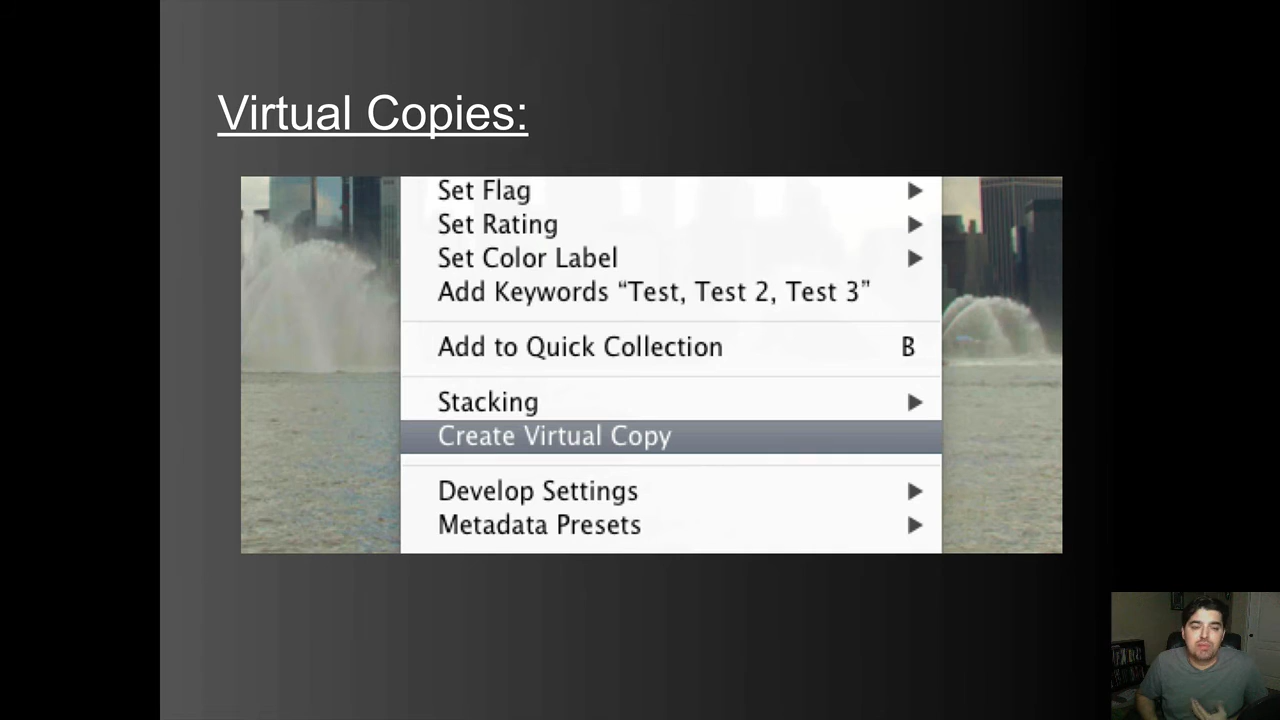 Virtual Copies:
Set Flag
Set Rating
Set Color Label
Add Keywords “Test, Test 2, Test 3”
Add to Quick Collection B
Stacking
Create Virtual Copy
Develop Settings
Metadata Presets